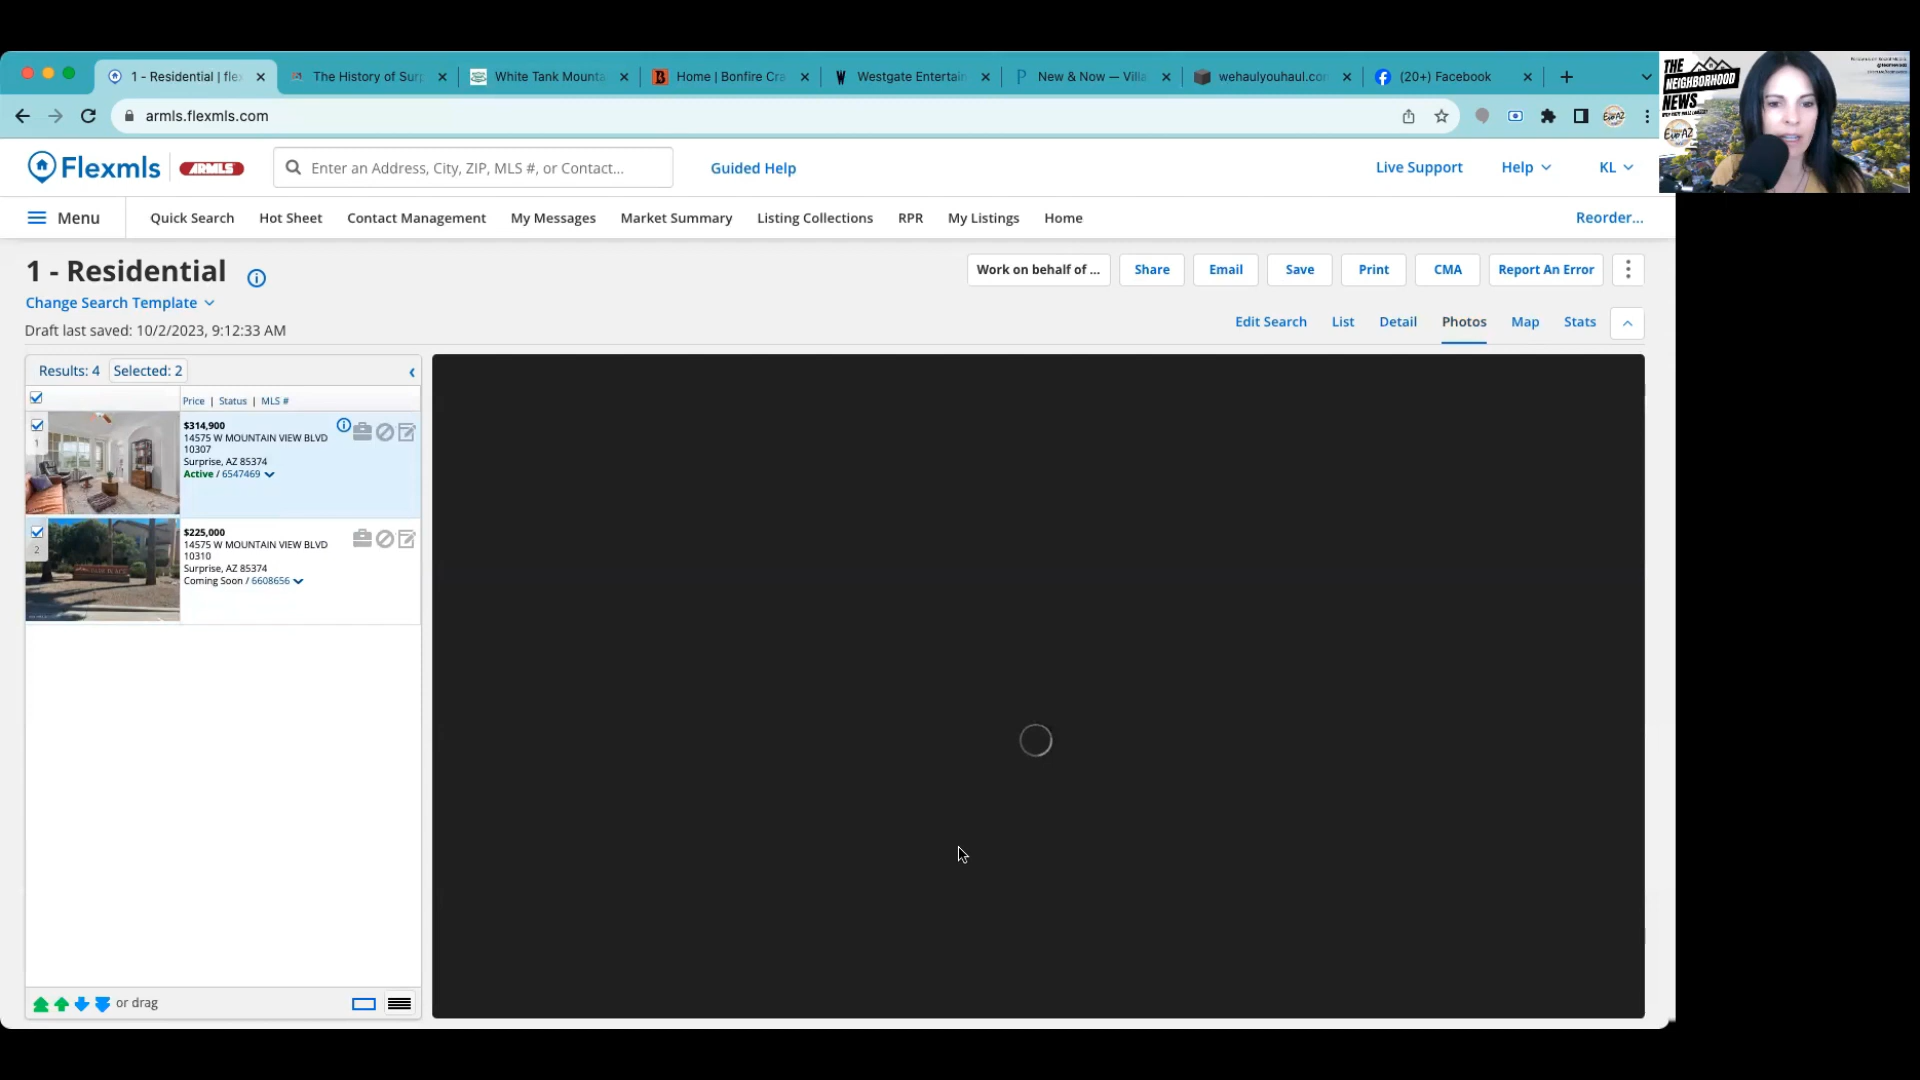 1 - Residential | flex
The History of Surp
White Tank Mounta
Home | Bonfire Cra
Westgate Entertain
New & Now — Villa
wehaulyouhaul.com
(20+) Facebook
armls.flexmls.com
THE
NEIGHBORHOOD
NEWS
Flexmls
ARMLS
Enter an Address, City, ZIP, MLS #, or Contact...
Guided Help
Live Support
Help
KL
Menu
Quick Search
Hot Sheet
Contact Management
My Messages
Market Summary
Listing Collections
RPR
My Listings
Home
Reorder...
1 - Residential
Work on behalf of ...
Share
Email
Save
Print
CMA
Report An Error
Change Search Template
Draft last saved: 10/2/2023, 9:12:33 AM
Edit Search
List
Detail
Photos
Map
Stats
Results: 4
Selected: 2
Price | Status | MLS #
1
$314,900
14575 W MOUNTAIN VIEW BLVD
10307
Surprise, AZ 85374
Active / 6547469
2
$225,000
14575 W MOUNTAIN VIEW BLVD
10310
Surprise, AZ 85374
Coming Soon / 6608656
or drag